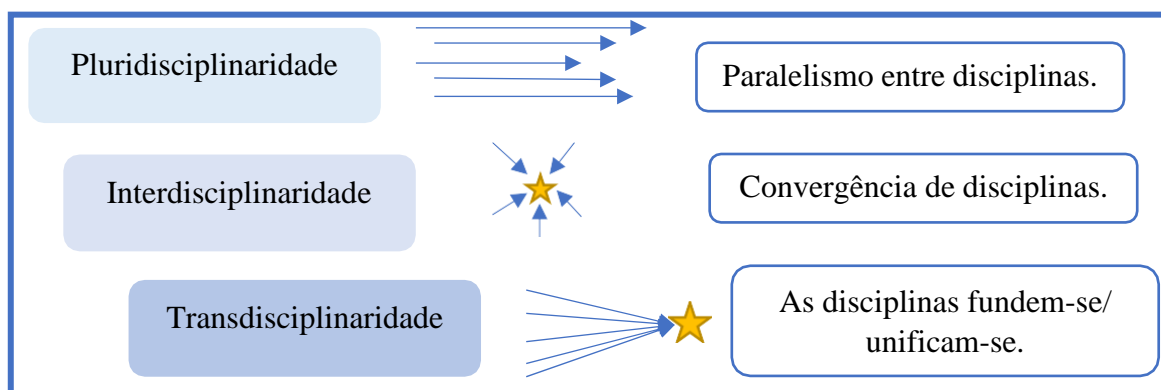 Pluridisciplinaridade
Paralelismo entre disciplinas.
Interdisciplinaridade
Convergência de disciplinas.
Transdisciplinaridade
As disciplinas fundem-se/
unificam-se.